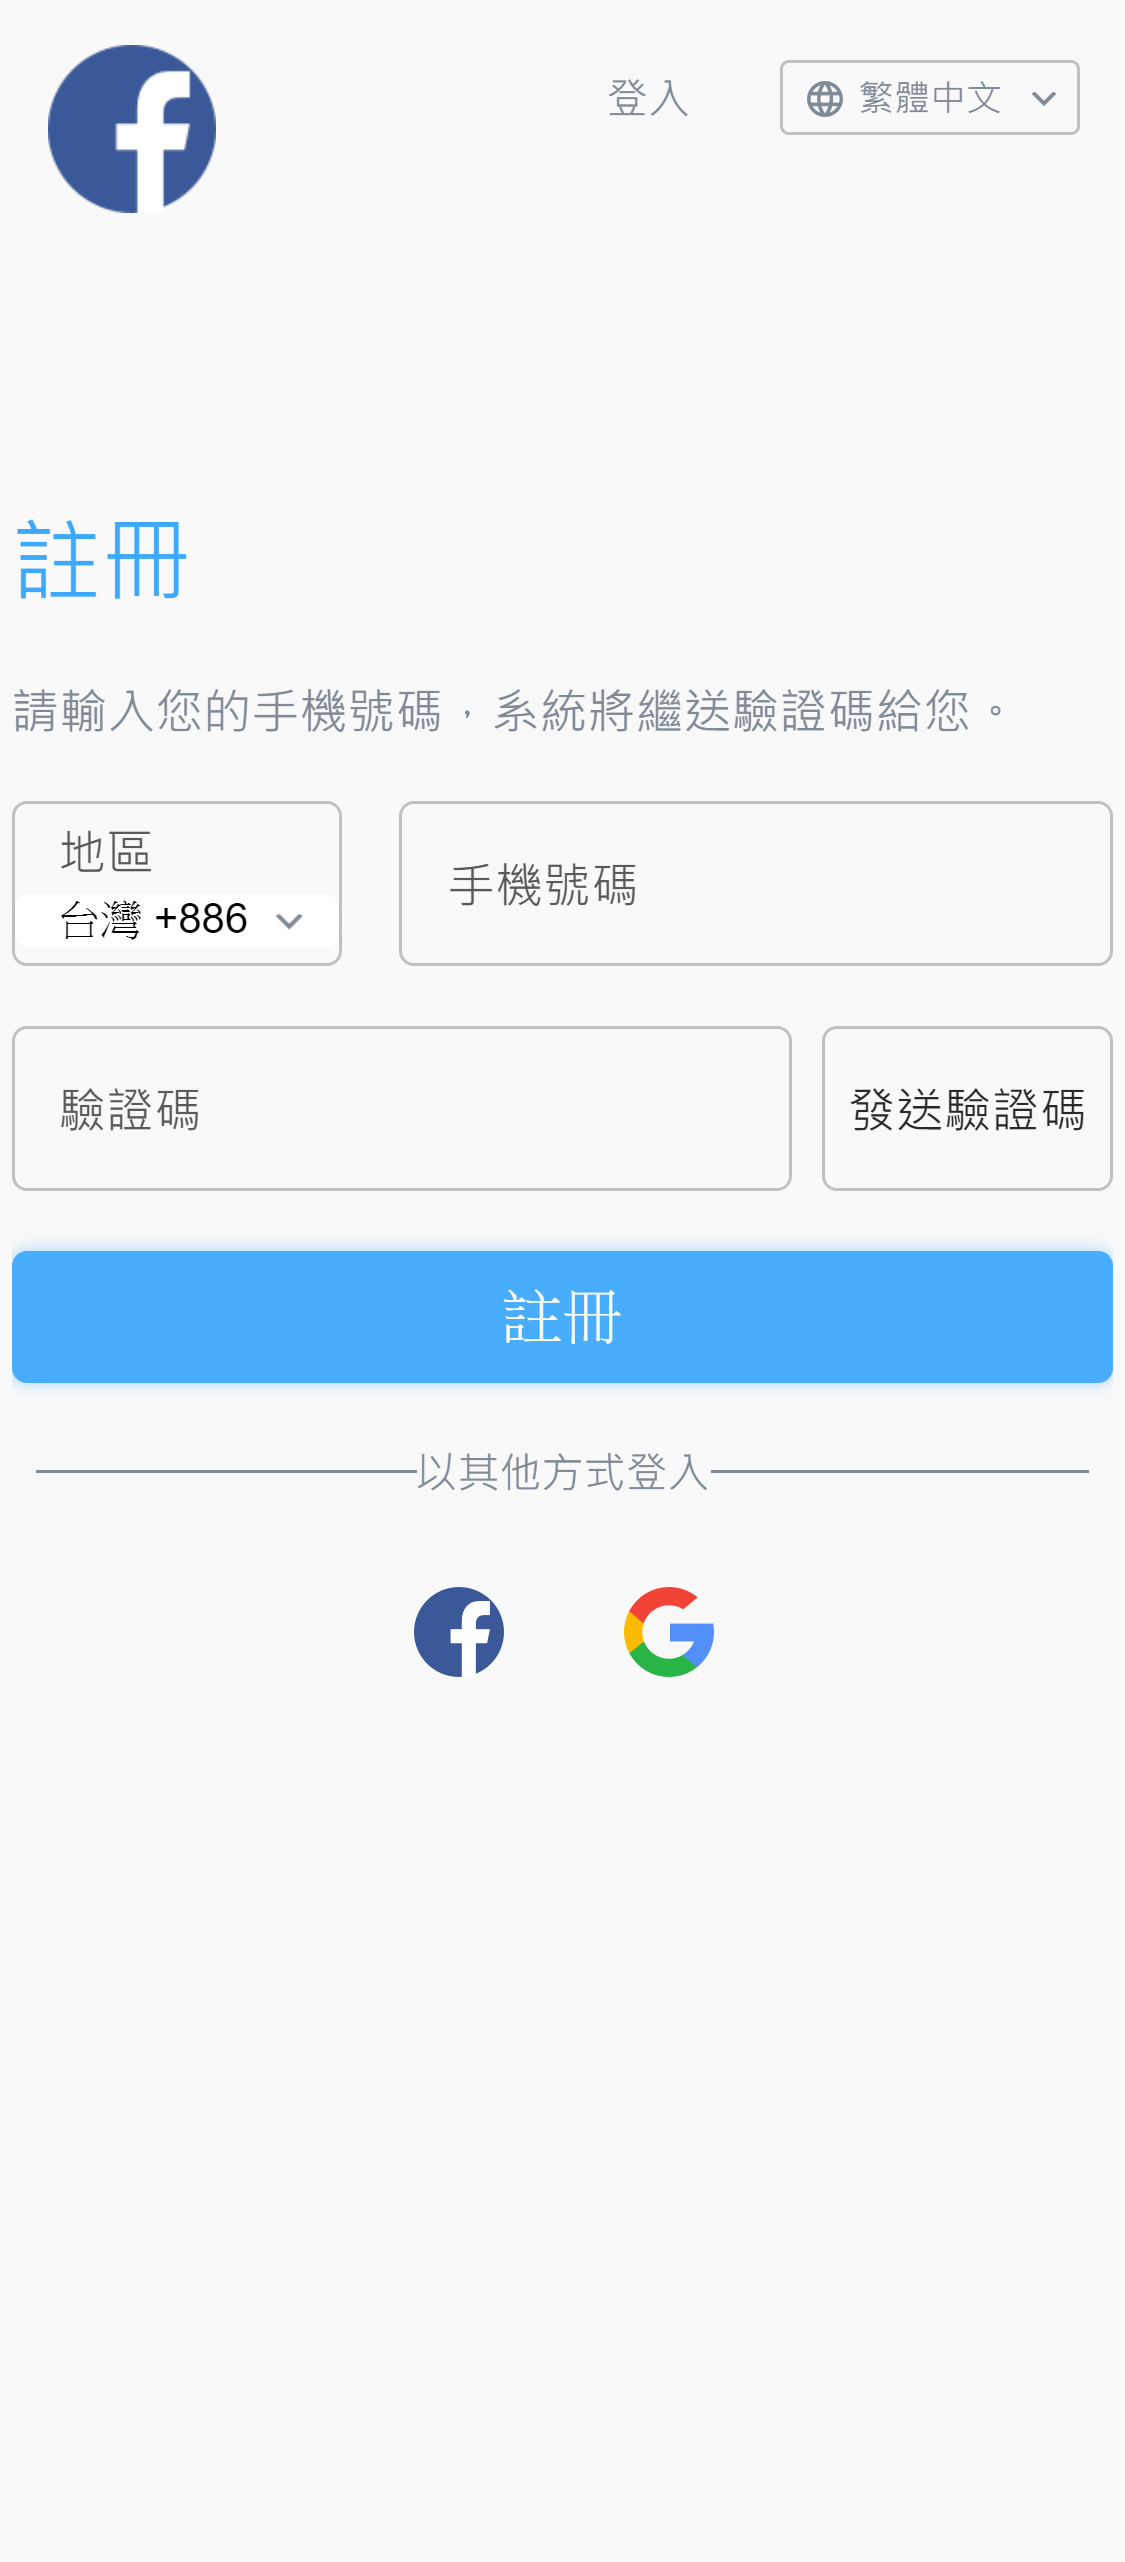 登入
繁體中文
註冊
請輸入您的手機號碼，系統將繼送驗證碼給您。
地區
台灣 +886
手機號碼
驗證碼
發送驗證碼
註冊
以其他方式登入